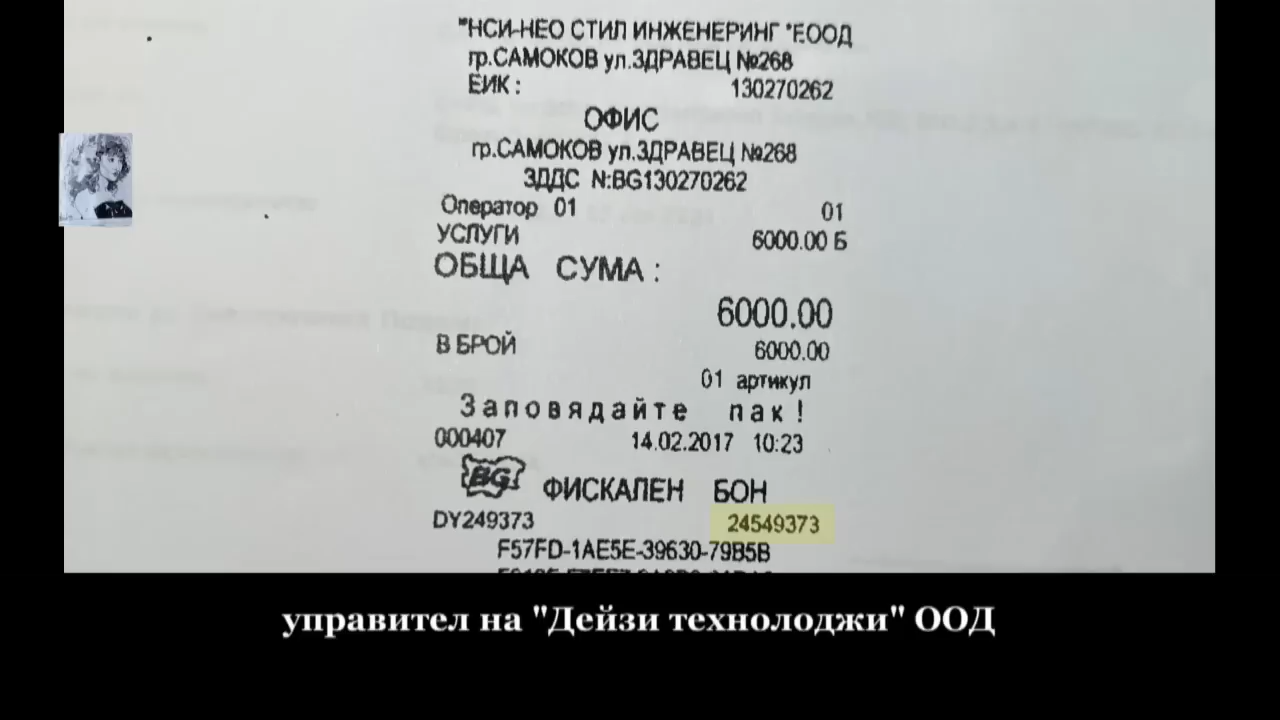 "НСИ-НЕО СТИЛ ИНЖЕНЕРИНГ "ЕООД
гр.САМОКОВ ул.ЗДРАВЕЦ №268
ЕИК : 130270262
ОФИС
гр.САМОКОВ ул.ЗДРАВЕЦ №268
ЗДДС N:BG130270262
Оператор 01 01
УСЛУГИ 6000.00 Б
ОБЩА СУМА :
6000.00
В БРОЙ 6000.00
01 артикул
Заповядайте пак!
000407 14.02.2017 10:23
BG ФИСКАЛЕН БОН
DY249373 24549373
F57FD-1AE5E-39630-79B5B
управител на "Дейзи технолоджи" ООД